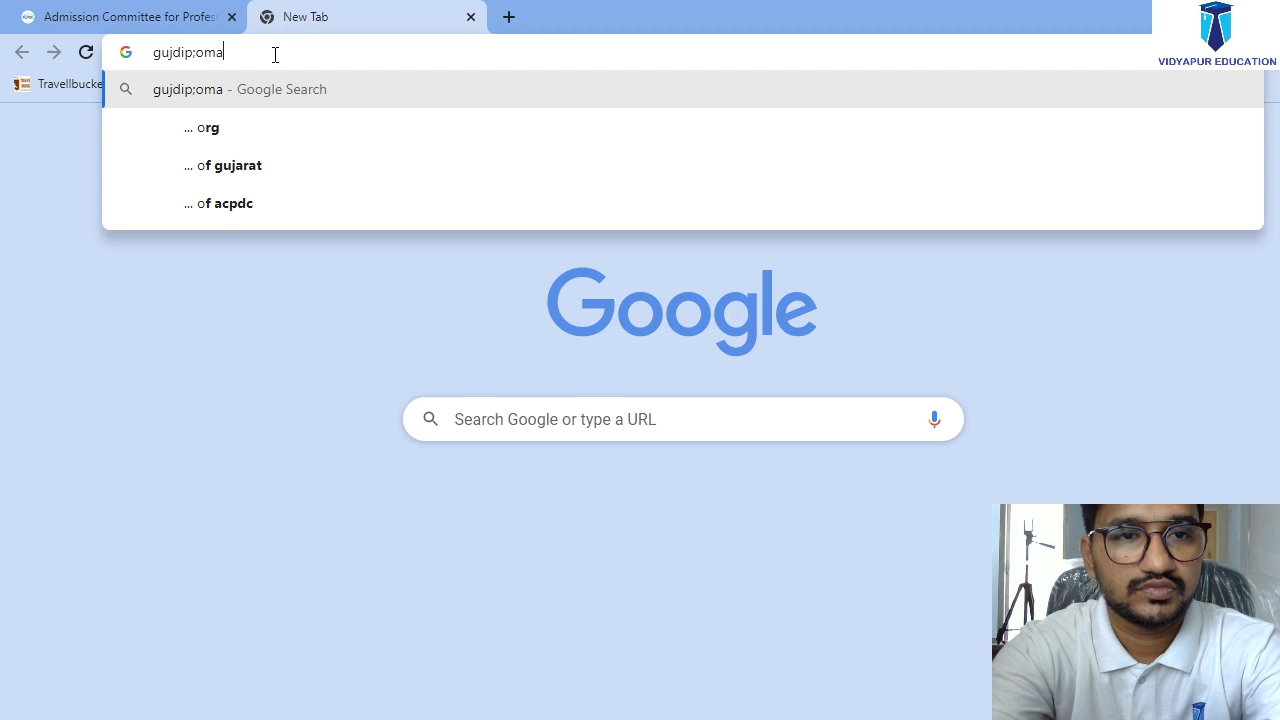 Admission Committee for Profess
New Tab
gujdip;oma
VIDYAPUR EDUCATION
Travellbucke
gujdip;oma - Google Search
... org
... of gujarat
... of acpdc
Google
Search Google or type a URL